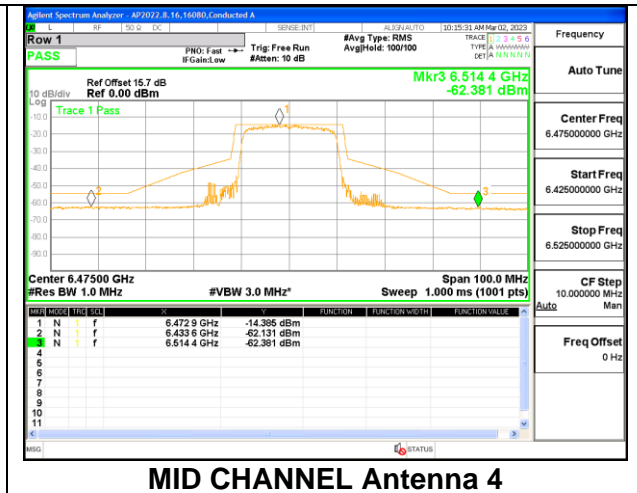 Agilent Spectrum Analyzer - AP2022.8.16,16080,Conducted A
L RF 50 Ω DC SENSE:INT ALIGN AUTO 10:15:31 AM Mar 02, 2023
Row 1
PASS
PNO: Fast
IFGain:Low
Trig: Free Run
#Atten: 10 dB
#Avg Type: RMS
Avg|Hold: 100/100
TRACE 1 2 3 4 5 6
TYPE A WWWWW
DET A N N N N N
Ref Offset 15.7 dB
Ref 0.00 dBm
10 dB/div
Log
Mkr3 6.514 4 GHz
-62.381 dBm
Trace 1 Pass
-10.0
-20.0
-30.0
-40.0
-50.0
-60.0
-70.0
-80.0
-90.0
1
2
3
Center 6.47500 GHz
Span 100.0 MHz
#Res BW 1.0 MHz
#VBW 3.0 MHz*
Sweep 1.000 ms (1001 pts)
MKR MODE TRC SCL X Y FUNCTION FUNCTION WIDTH FUNCTION VALUE
1 N 1 f 6.472 9 GHz -14.385 dBm
2 N 1 f 6.433 6 GHz -62.131 dBm
3 N 1 f 6.514 4 GHz -62.381 dBm
4
5
6
7
8
9
10
11
MSG
STATUS
Frequency
Auto Tune
Center Freq
6.475000000 GHz
Start Freq
6.425000000 GHz
Stop Freq
6.525000000 GHz
CF Step
10.000000 MHz
Auto Man
Freq Offset
0 Hz
MID CHANNEL Antenna 4